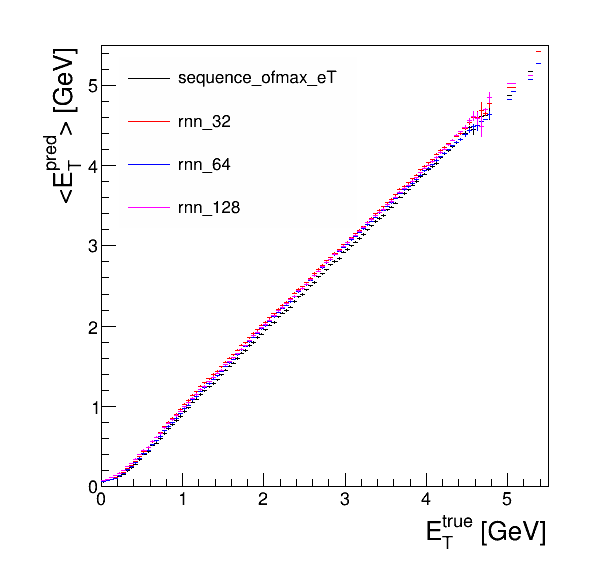 <E_T^pred> [GeV]
5
4
3
2
1
0
sequence_ofmax_eT
rnn_32
rnn_64
rnn_128
0 1 2 3 4 5
E_T^true [GeV]